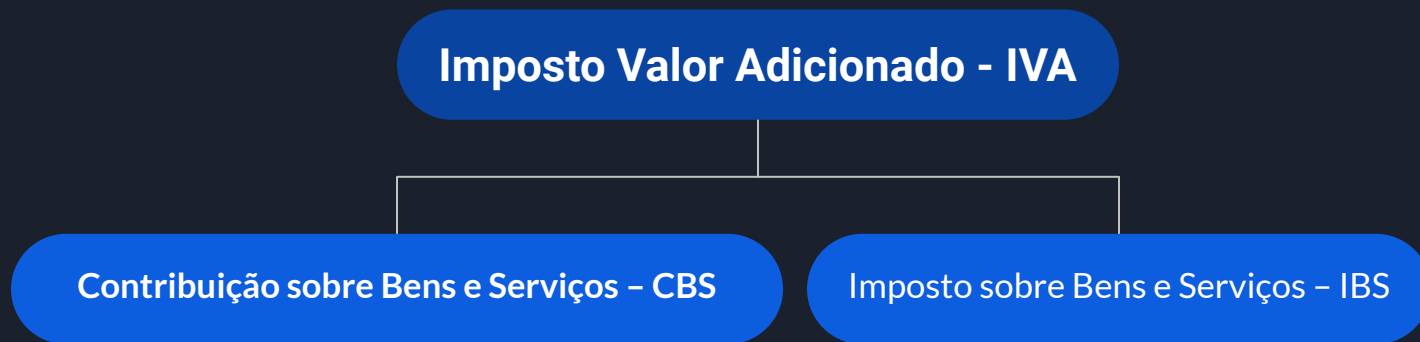 Imposto Valor Adicionado - IVA
Contribuição sobre Bens e Serviços – CBS
Imposto sobre Bens e Serviços – IBS